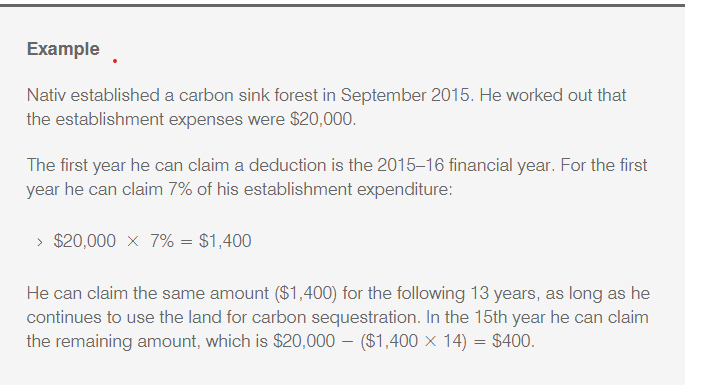 Example
Nativ established a carbon sink forest in September 2015. He worked out that
the establishment expenses were $20,000.
The first year he can claim a deduction is the 2015–16 financial year. For the first
year he can claim 7% of his establishment expenditure:
› $20,000 × 7% = $1,400
He can claim the same amount ($1,400) for the following 13 years, as long as he
continues to use the land for carbon sequestration. In the 15th year he can claim
the remaining amount, which is $20,000 – ($1,400 × 14) = $400.